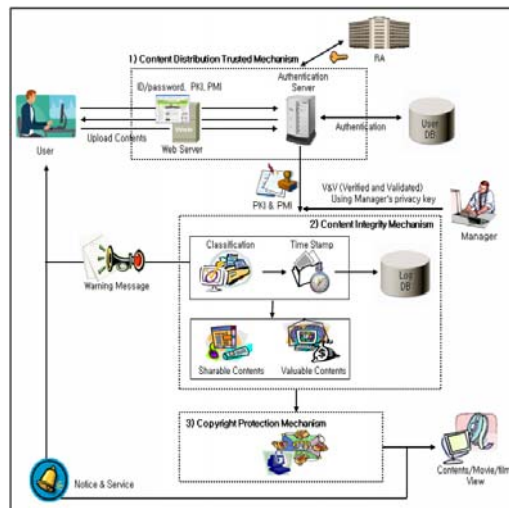 1) Content Distribution Trusted Mechanism
RA
ID/password, PKI, PMI
Authentication
Server
User
Upload Contents
Web Server
Authentication
User
DB
PKI & PMI
V&V (Verified and Validated)
Using Manager's privacy key
Manager
2) Content Integrity Mechanism
Classification
Time Stamp
Log
DB
Warning Message
Sharable Contents
Valuable Contents
3) Copyright Protection Mechanism
Notice & Service
Contents/Movie/film
View